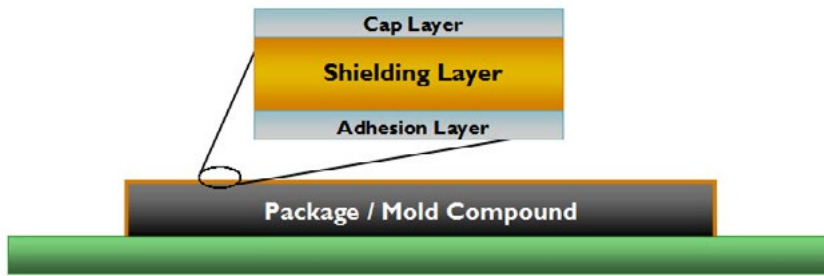 Cap Layer
Shielding Layer
Adhesion Layer
Package / Mold Compound